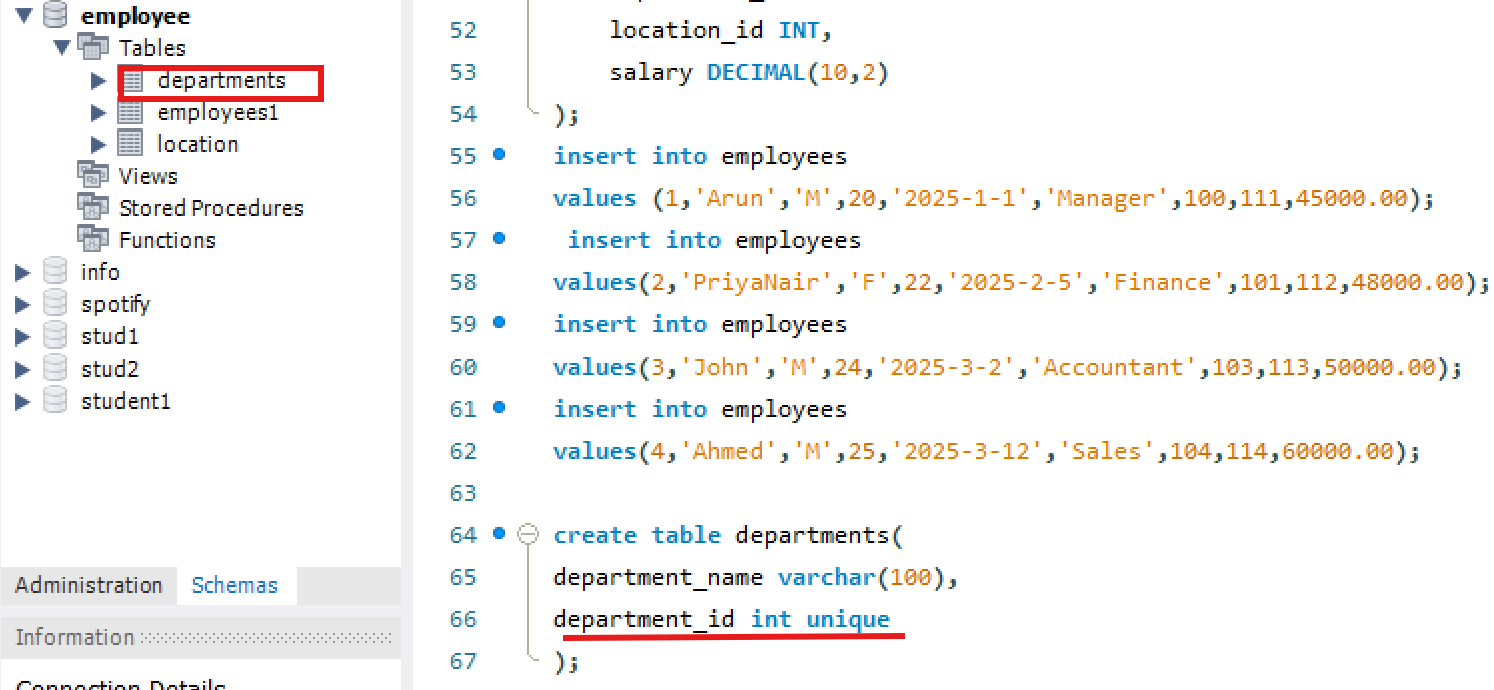 employee
Tables
departments
employees1
location
Views
Stored Procedures
Functions
info
spotify
stud1
stud2
student1
Administration Schemas
Information
Connection Details
52 location_id INT,
53 salary DECIMAL(10,2)
54 );
55 insert into employees
56 values (1,'Arun','M',20,'2025-1-1','Manager',100,111,45000.00);
57 insert into employees
58 values(2,'PriyaNair','F',22,'2025-2-5','Finance',101,112,48000.00);
59 insert into employees
60 values(3,'John','M',24,'2025-3-2','Accountant',103,113,50000.00);
61 insert into employees
62 values(4,'Ahmed','M',25,'2025-3-12','Sales',104,114,60000.00);
63
64 create table departments(
65 department_name varchar(100),
66 department_id int unique
67 );